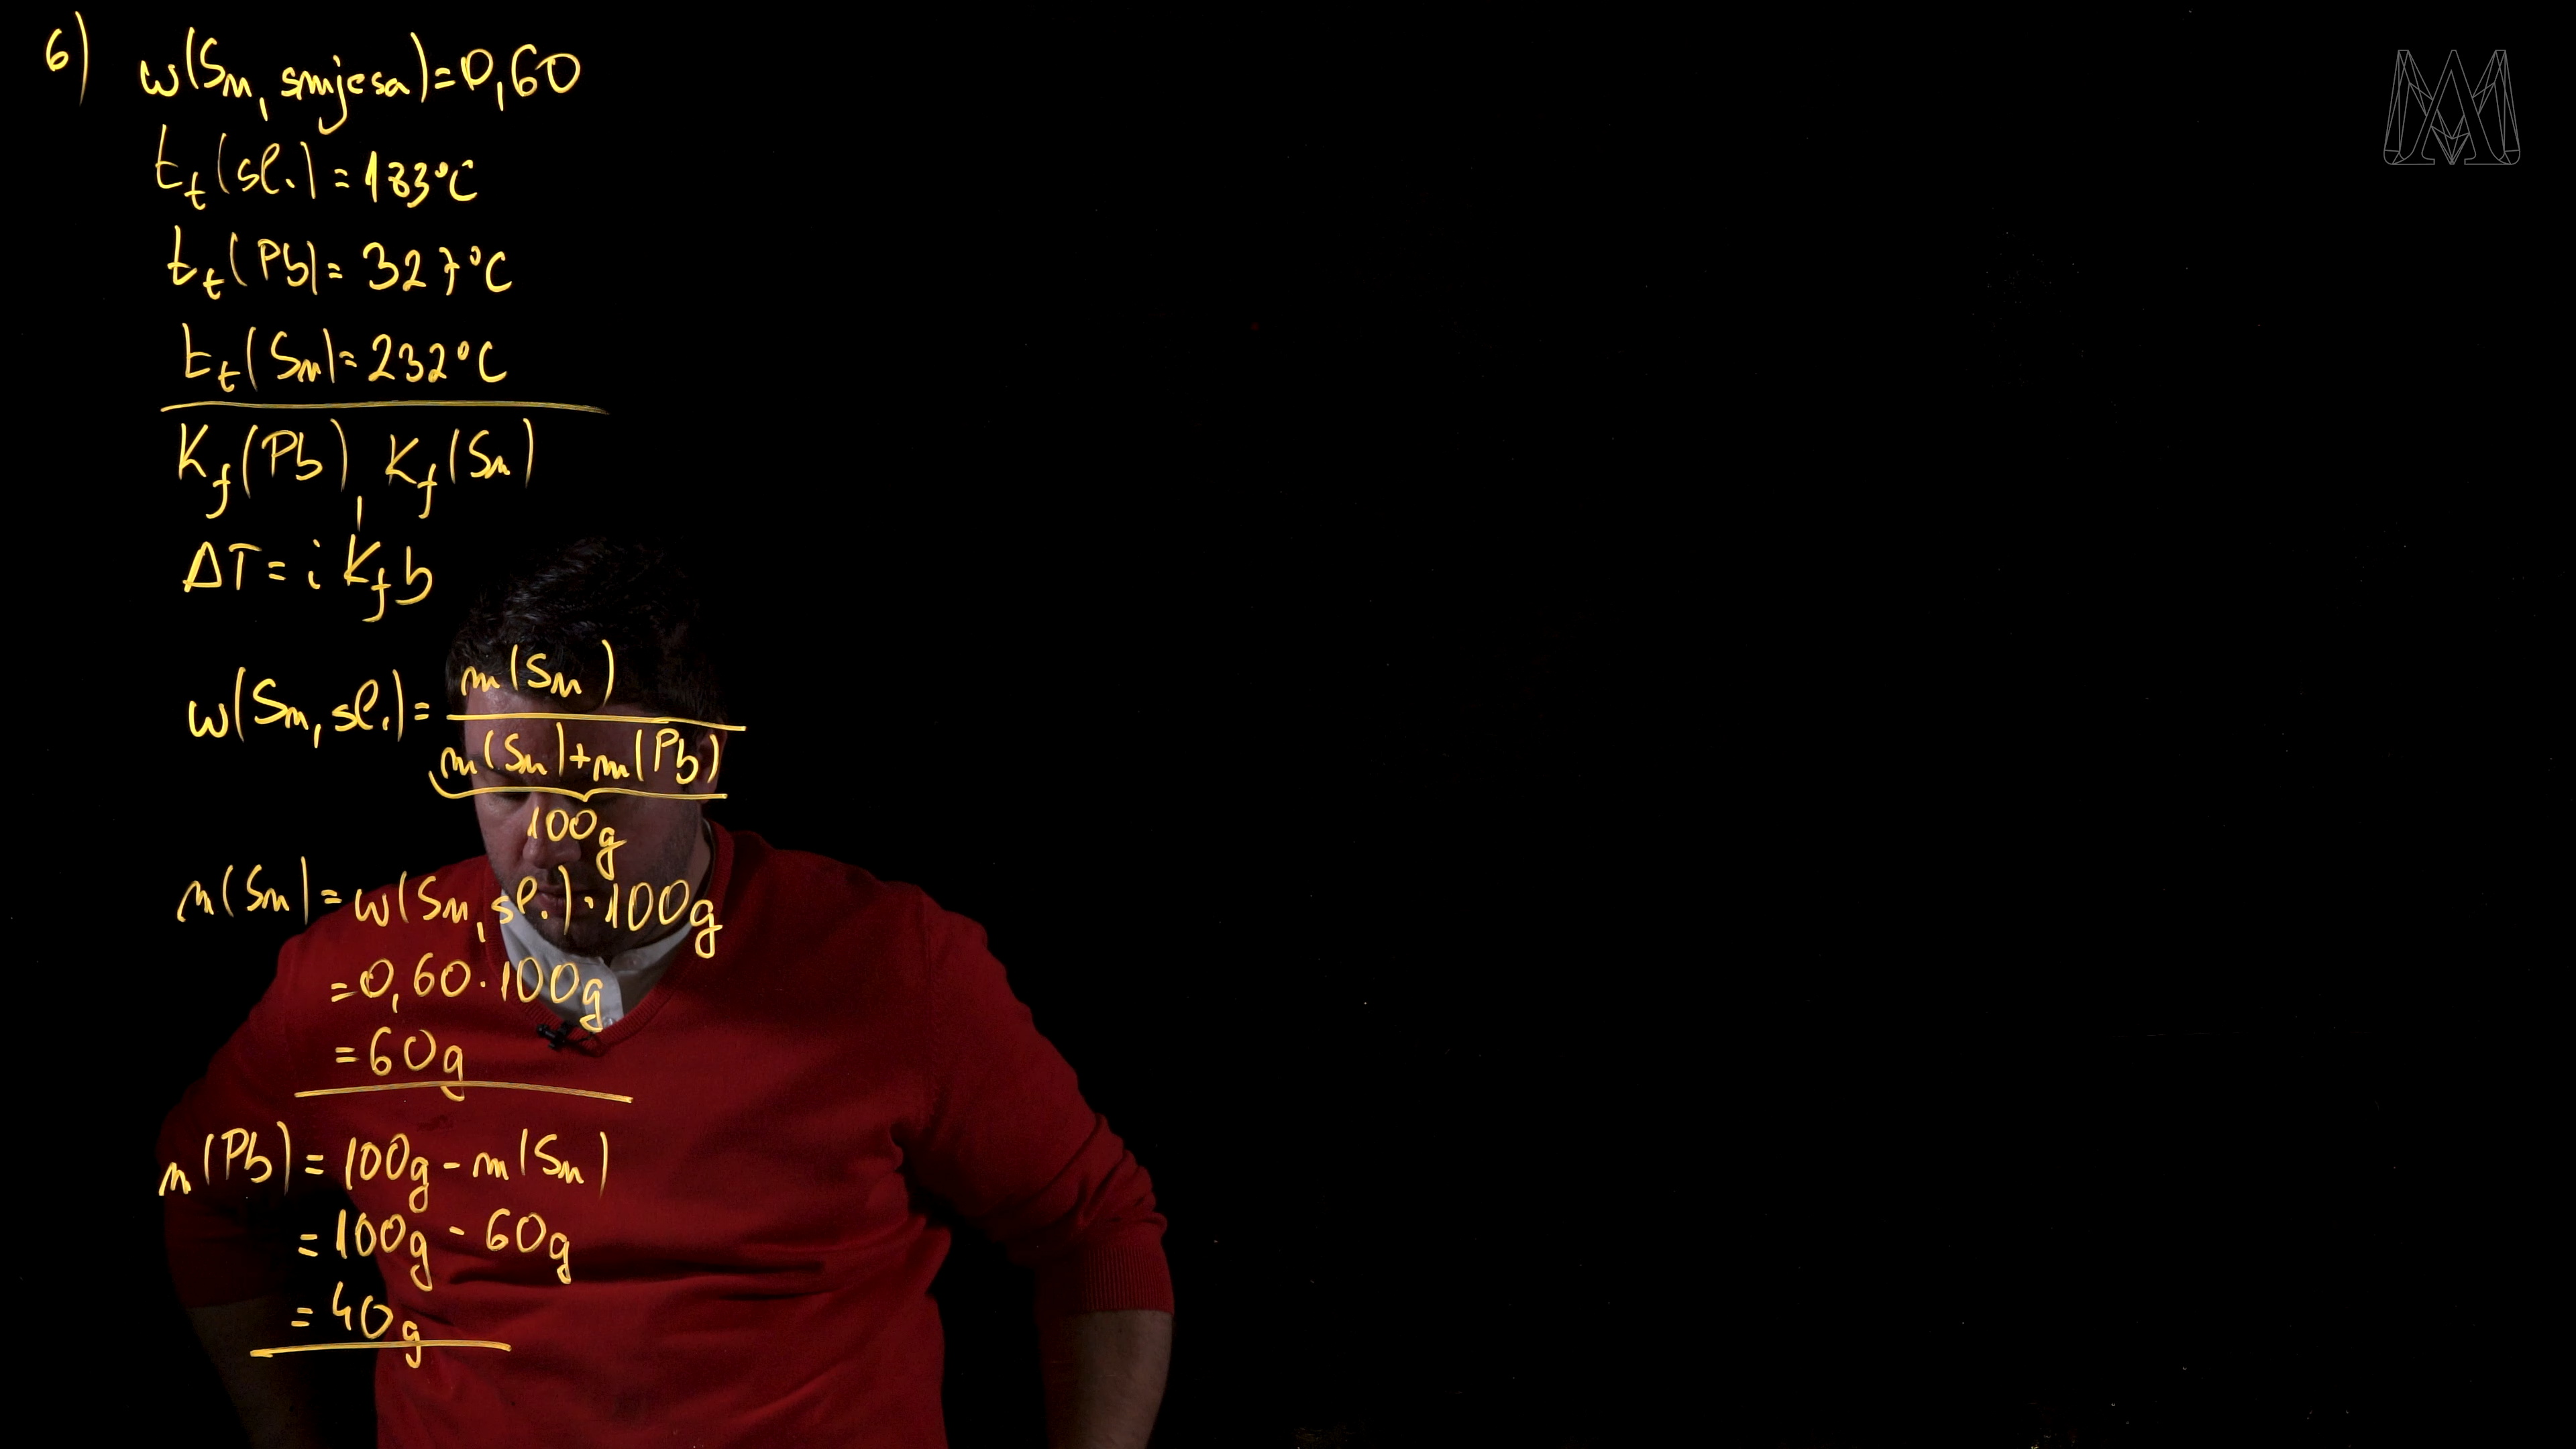 6) w(Sn, smjesa)=0,60
t_t(sl.)=183°C
t_t(Pb)=327°C
t_t(Sn)=232°C
K_f(Pb), K_f(Sn)
ΔT=i K_f b
w(Sn, sl.)= m(Sn)
m(Sn)+m(Pb)
100g
m(Sn)=w(Sn, sl.)·100g
=0,60·100g
=60g
m(Pb)=100g-m(Sn)
=100g-60g
=40g